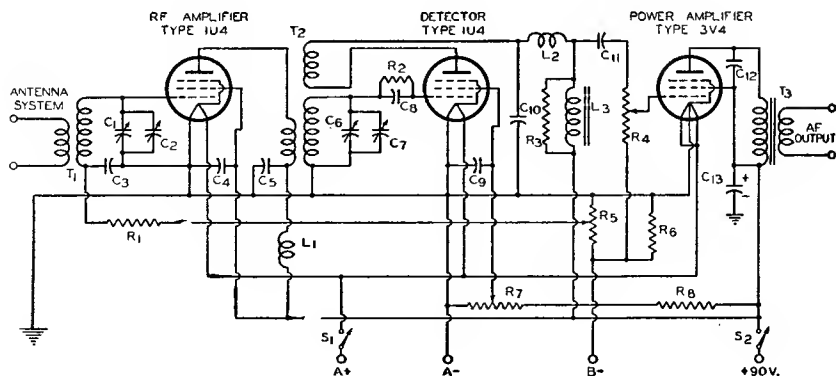 RF AMPLIFIER
TYPE 1U4
DETECTOR
TYPE 1U4
POWER AMPLIFIER
TYPE 3V4
ANTENNA
SYSTEM
T1
C1
C2
C3
C4
R1
C5
L1
T2
R2
C8
C6
C7
C9
C10
L2
C11
R3
L3
R4
R5
R6
R7
R8
C12
C13
+
-
T3
AF
OUTPUT
S1
S2
A+
A-
B-
+90V.